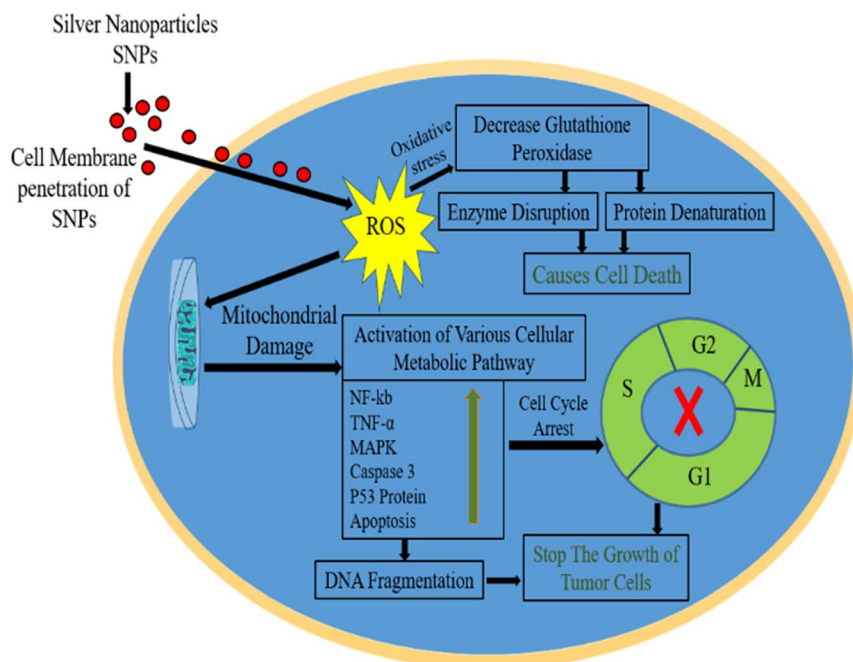 Silver Nanoparticles
SNPs
Cell Membrane
penetration of
SNPs
ROS
Oxidative
stress
Decrease Glutathione
Peroxidase
Enzyme Disruption
Protein Denaturation
Causes Cell Death
Mitochondrial
Damage
Activation of Various Cellular
Metabolic Pathway
NF-kb
TNF-α
MAPK
Caspase 3
P53 Protein
Apoptosis
Cell Cycle
Arrest
G2
S
M
G1
DNA Fragmentation
Stop The Growth of
Tumor Cells